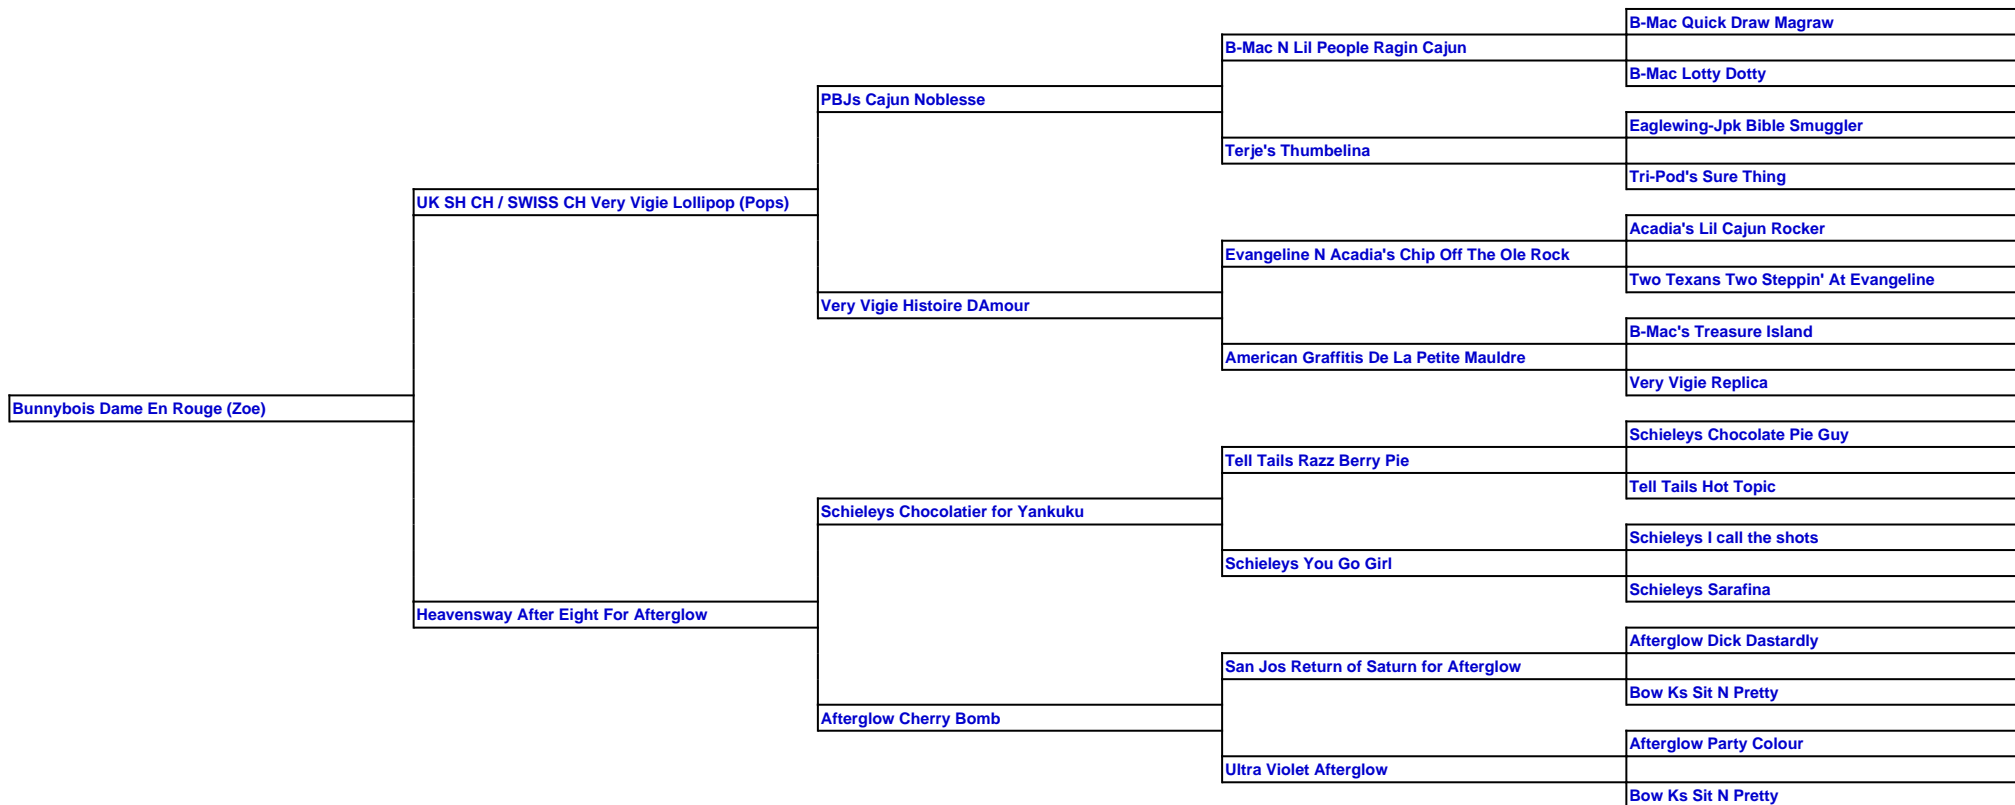 B-Mac Quick Draw Magraw
B-Mac N Lil People Ragin Cajun
B-Mac Lotty Dotty
PBJs Cajun Noblesse
Eaglewing-Jpk Bible Smuggler
Terje's Thumbelina
Tri-Pod's Sure Thing
UK SH CH / SWISS CH Very Vigie Lollipop (Pops)
Acadia's Lil Cajun Rocker
Evangeline N Acadia's Chip Off The Ole Rock
Two Texans Two Steppin' At Evangeline
Very Vigie Histoire DAmour
B-Mac's Treasure Island
American Graffitis De La Petite Mauldre
Very Vigie Replica
Bunnybois Dame En Rouge (Zoe)
Schieleys Chocolate Pie Guy
Tell Tails Razz Berry Pie
Tell Tails Hot Topic
Schieleys Chocolatier for Yankuku
Schieleys I call the shots
Schieleys You Go Girl
Schieleys Sarafina
Heavensway After Eight For Afterglow
Afterglow Dick Dastardly
San Jos Return of Saturn for Afterglow
Bow Ks Sit N Pretty
Afterglow Cherry Bomb
Afterglow Party Colour
Ultra Violet Afterglow
Bow Ks Sit N Pretty